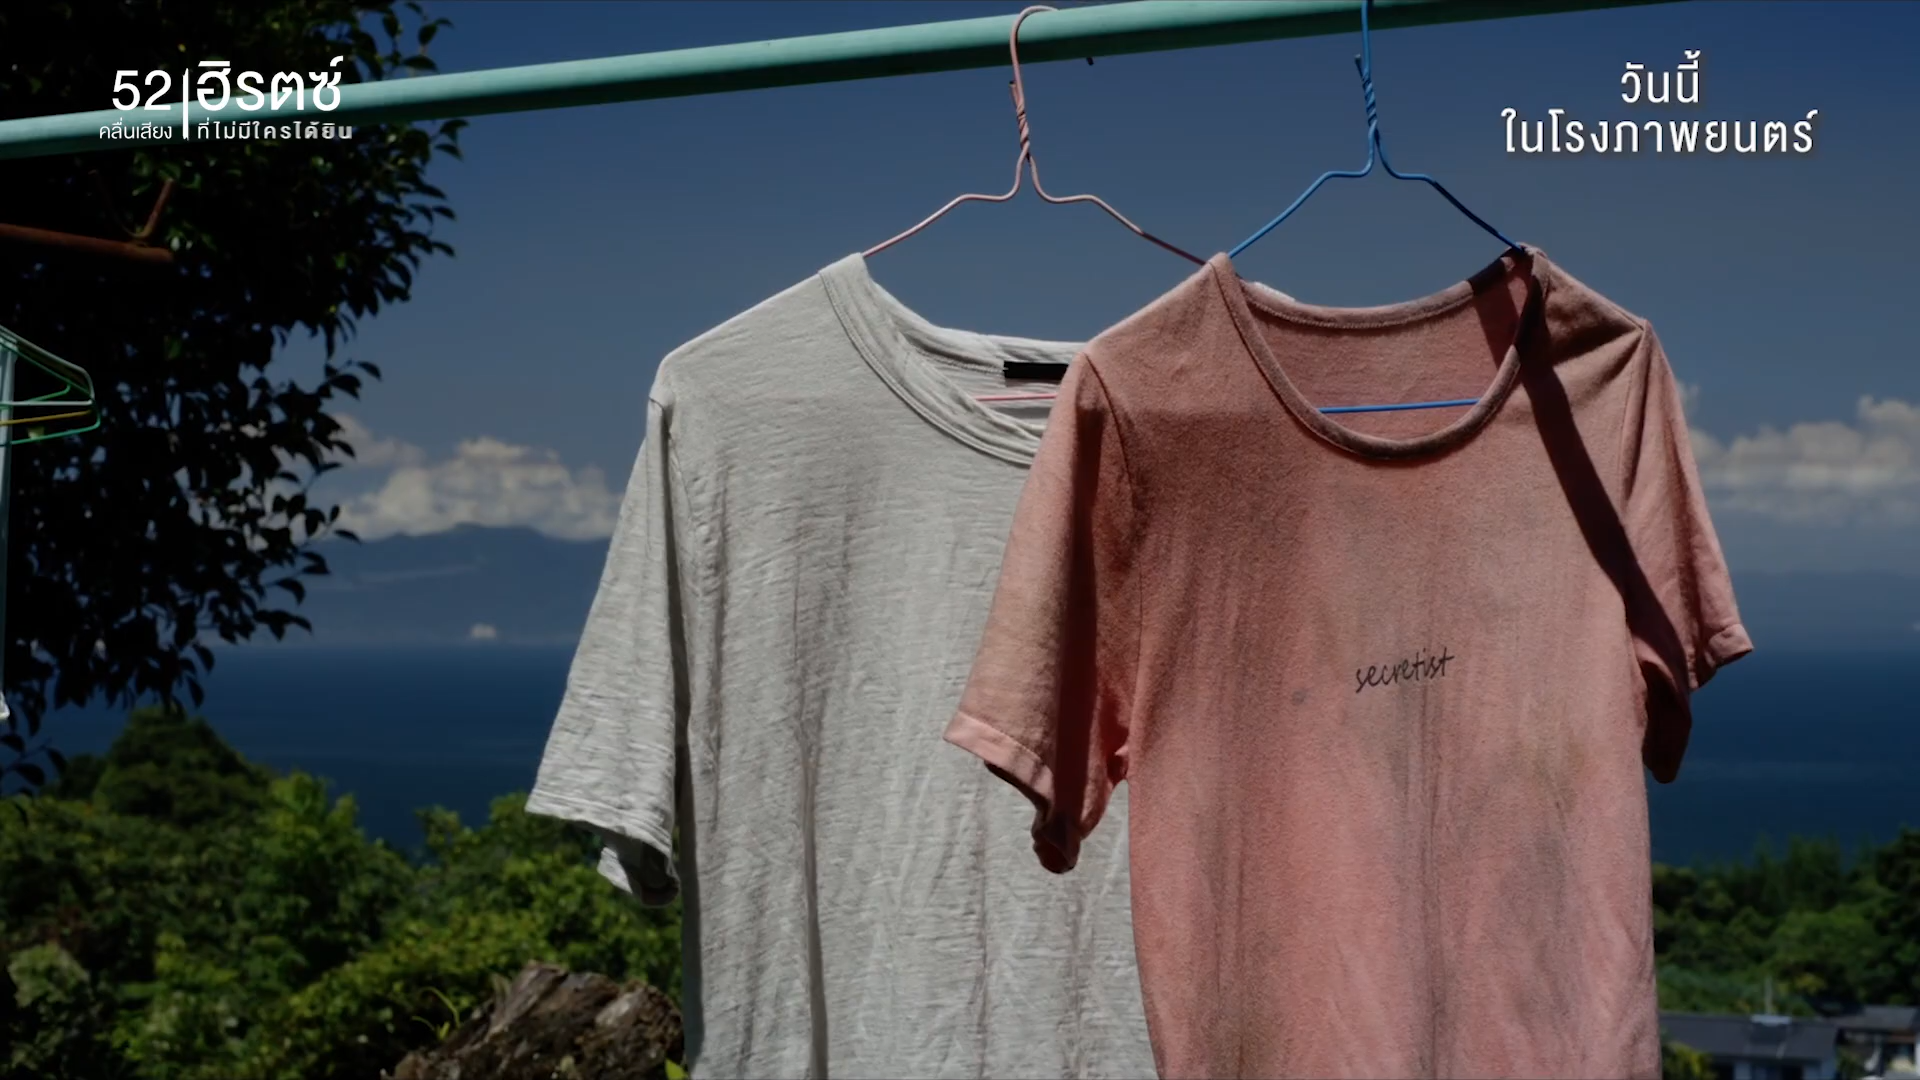 52 ฮิรตซ์
คลื่นเสียง ที่ไม่มีใครได้ยิน
วันนี้
ในโรงภาพยนตร์
secretist